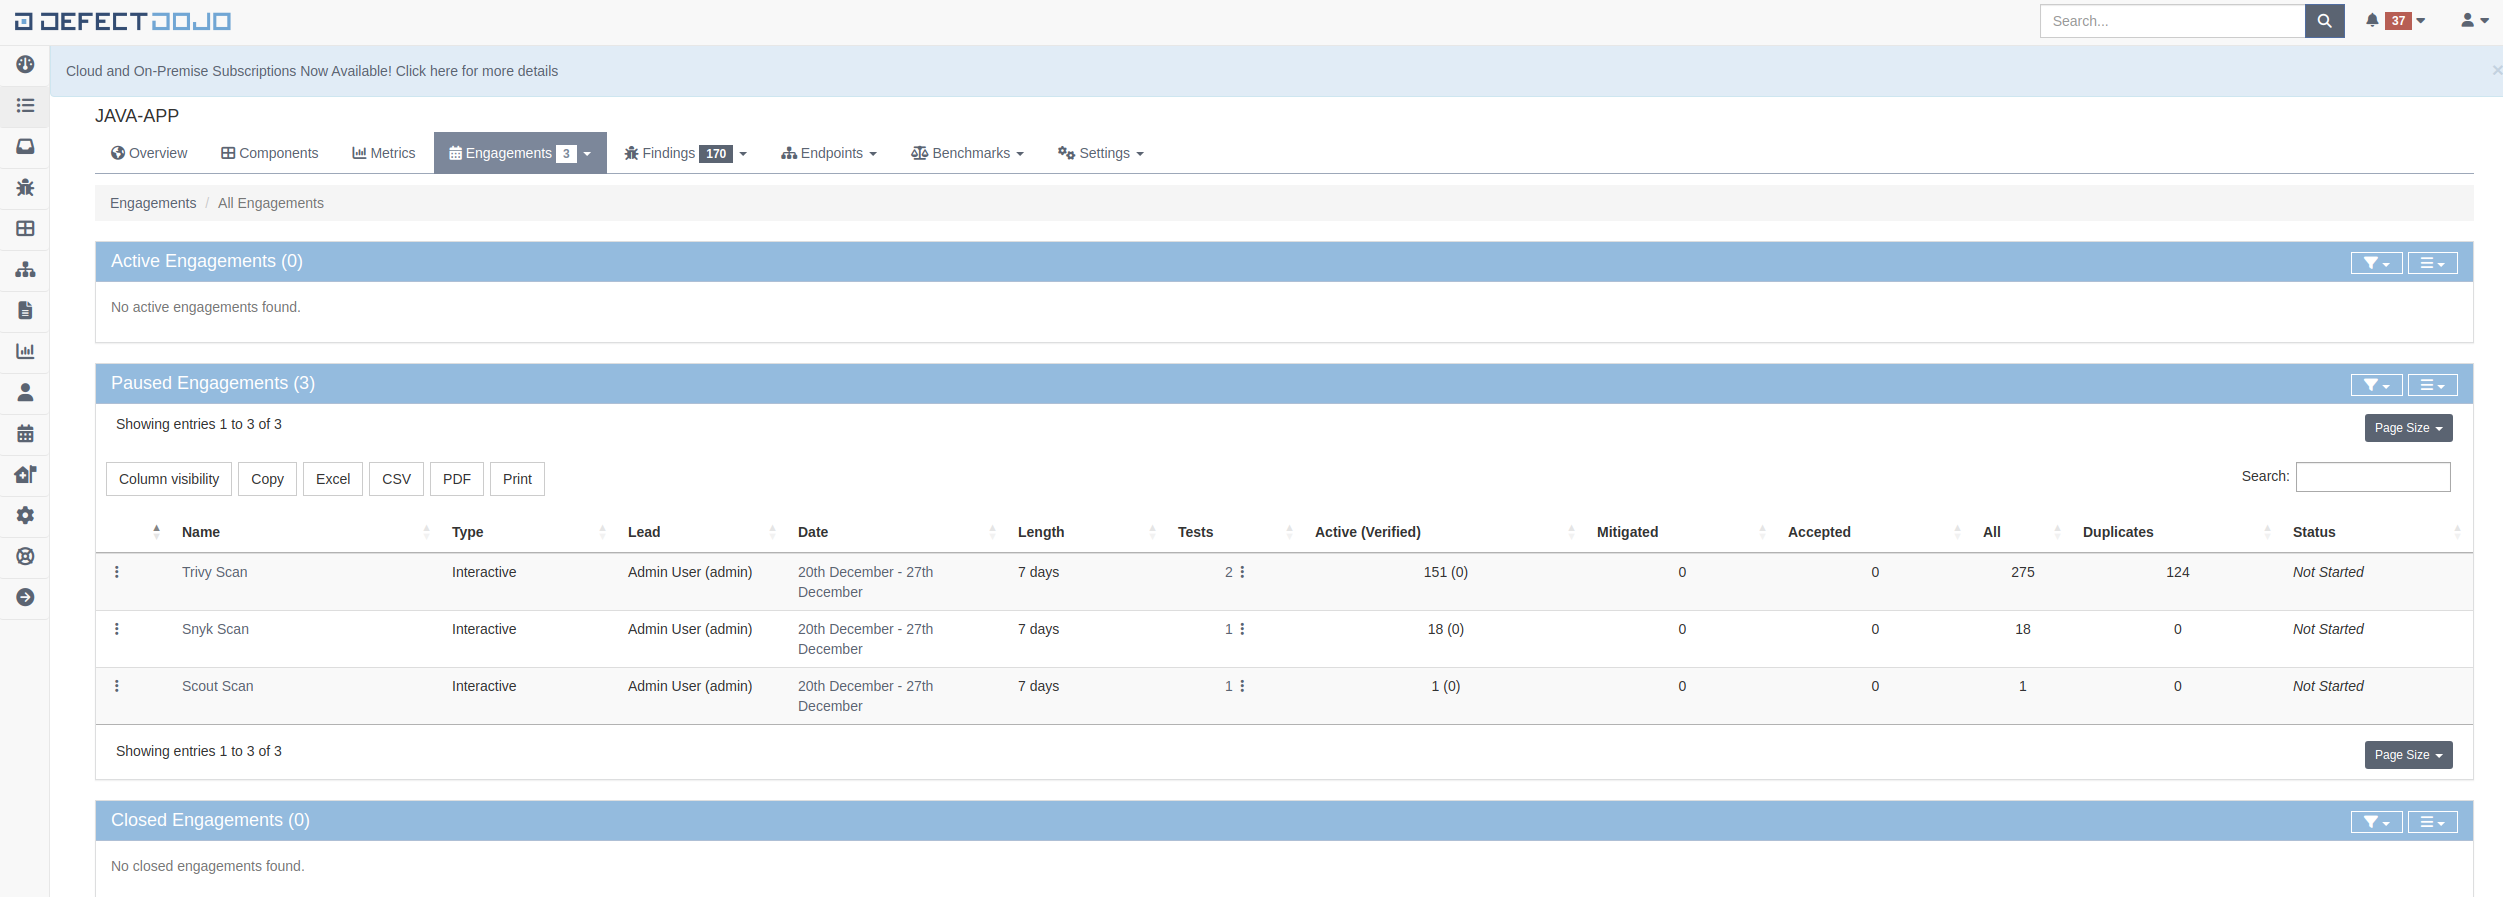 DEFECTDOJO
Search...
37
Cloud and On-Premise Subscriptions Now Available! Click here for more details
×
JAVA-APP
Overview Components Metrics Engagements 3 Findings 170 Endpoints Benchmarks Settings
Engagements / All Engagements
Active Engagements (0)
No active engagements found.
Paused Engagements (3)
Showing entries 1 to 3 of 3
Page Size
Column visibility Copy Excel CSV PDF Print
Search:
Name Type Lead Date Length Tests Active (Verified) Mitigated Accepted All Duplicates Status
Trivy Scan Interactive Admin User (admin) 20th December - 27th 7 days 2 151 (0) 0 0 275 124 Not Started
December
Snyk Scan Interactive Admin User (admin) 20th December - 27th 7 days 1 18 (0) 0 0 18 0 Not Started
December
Scout Scan Interactive Admin User (admin) 20th December - 27th 7 days 1 1 (0) 0 0 1 0 Not Started
December
Showing entries 1 to 3 of 3
Page Size
Closed Engagements (0)
No closed engagements found.